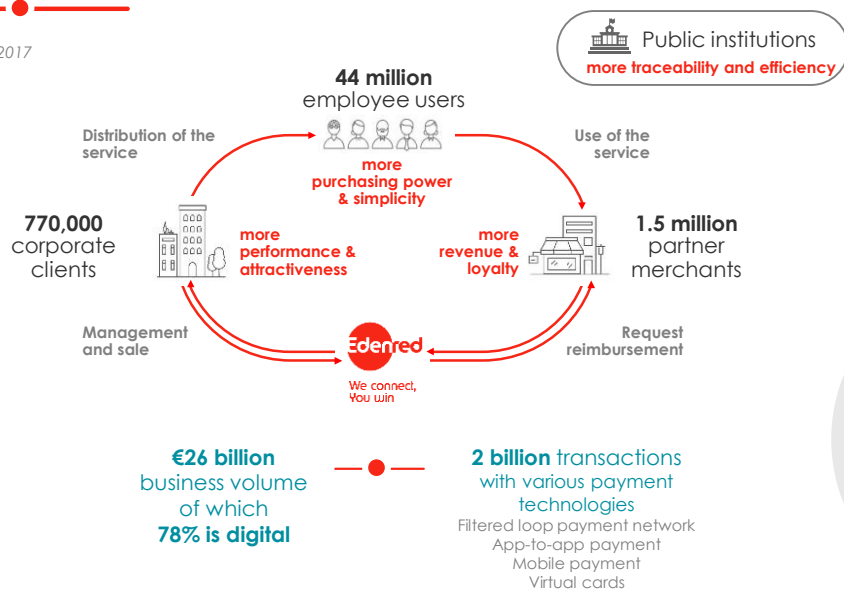 2017
Public institutions
more traceability and efficiency
44 million
employee users
Distribution of the
service
Use of the
service
more
purchasing power
& simplicity
770,000
corporate
clients
more
performance &
attractiveness
more
revenue &
loyalty
1.5 million
partner
merchants
Management
and sale
Edenred
We connect,
You win
Request
reimbursement
€26 billion
business volume
of which
78% is digital
2 billion transactions
with various payment
technologies
Filtered loop payment network
App-to-app payment
Mobile payment
Virtual cards